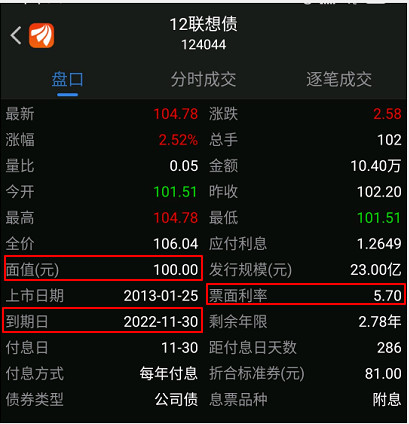 12联想债
124044
盘口 分时成交 逐笔成交
最新 104.78 涨跌 2.58
涨幅 2.52% 总手 102
量比 0.05 金额 10.40万
今开 101.51 昨收 102.20
最高 104.78 最低 101.51
全价 106.04 应付利息 1.2649
面值(元) 100.00 发行规模(元) 23.00亿
上市日期 2013-01-25 票面利率 5.70
到期日 2022-11-30 剩余年限 2.78年
付息日 11-30 距付息日天数 286
付息方式 每年付息 折合标准券(元) 81.00
债券类型 公司债 息票品种 附息